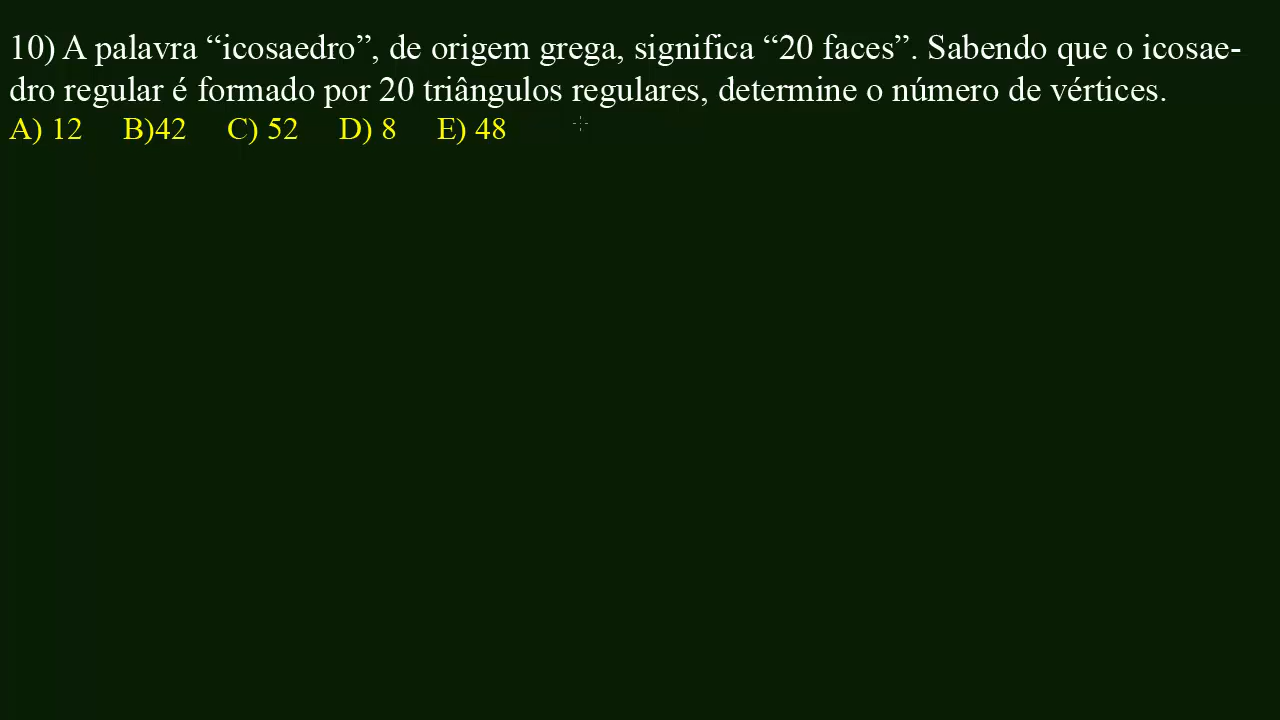 10) A palavra “icosaedro”, de origem grega, significa “20 faces”. Sabendo que o icosae-
dro regular é formado por 20 triângulos regulares, determine o número de vértices.
A) 12 B)42 C) 52 D) 8 E) 48